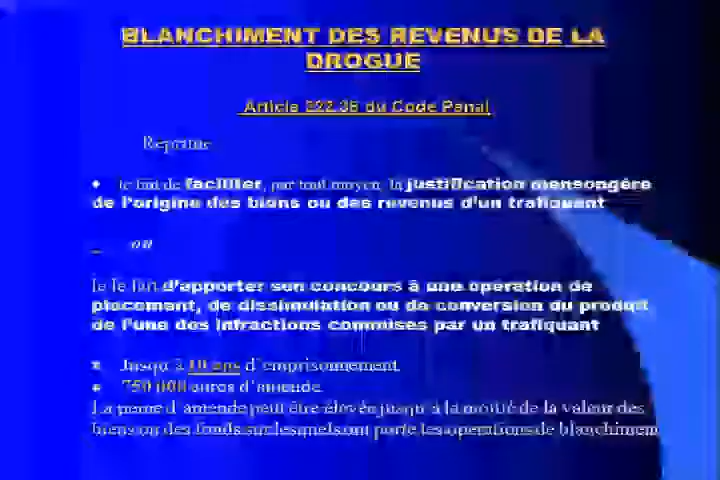 BLANCHIMENT DES REVENUS DE LA
DROGUE
Article 222.38 du Code Penal
Reprime
• le fait de faciliter, par tout moyen, la justification mensongère
de l'origine des biens ou des revenus d'un trafiquant
_ ou
le fait d'apporter son concours à une opération de
placement, de dissimulation ou de conversion du produit
de l'une des infractions commises par un trafiquant
• Jusqu'à 10 ans d'emprisonnement
• 750 000 euros d'amende
La peine d'amende peut être élevée jusqu'à la moitié de la valeur des
biens ou des fonds sur lesquels ont porté les opérations de blanchiment